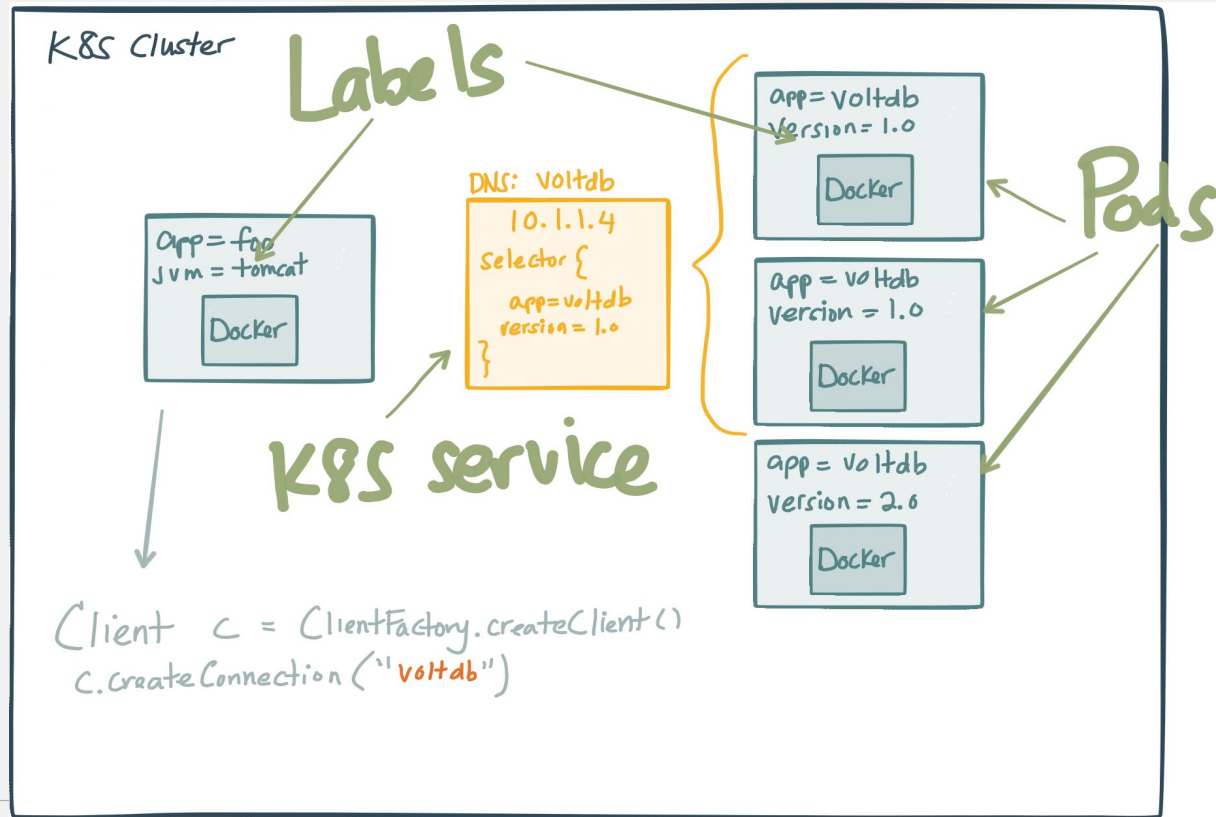 K8S Cluster
Labels
app = foo
jvm = tomcat
Docker
DNS: voltdb
10.1.1.4
selector {
app=voltdb
version = 1.0
}
K8S service
app= voltdb
version= 1.0
Docker
app = voltdb
version = 1.0
Docker
app = voltdb
version = 2.0
Docker
Pods
Client c = ClientFactory.createClient()
c.createConnection("voltdb")